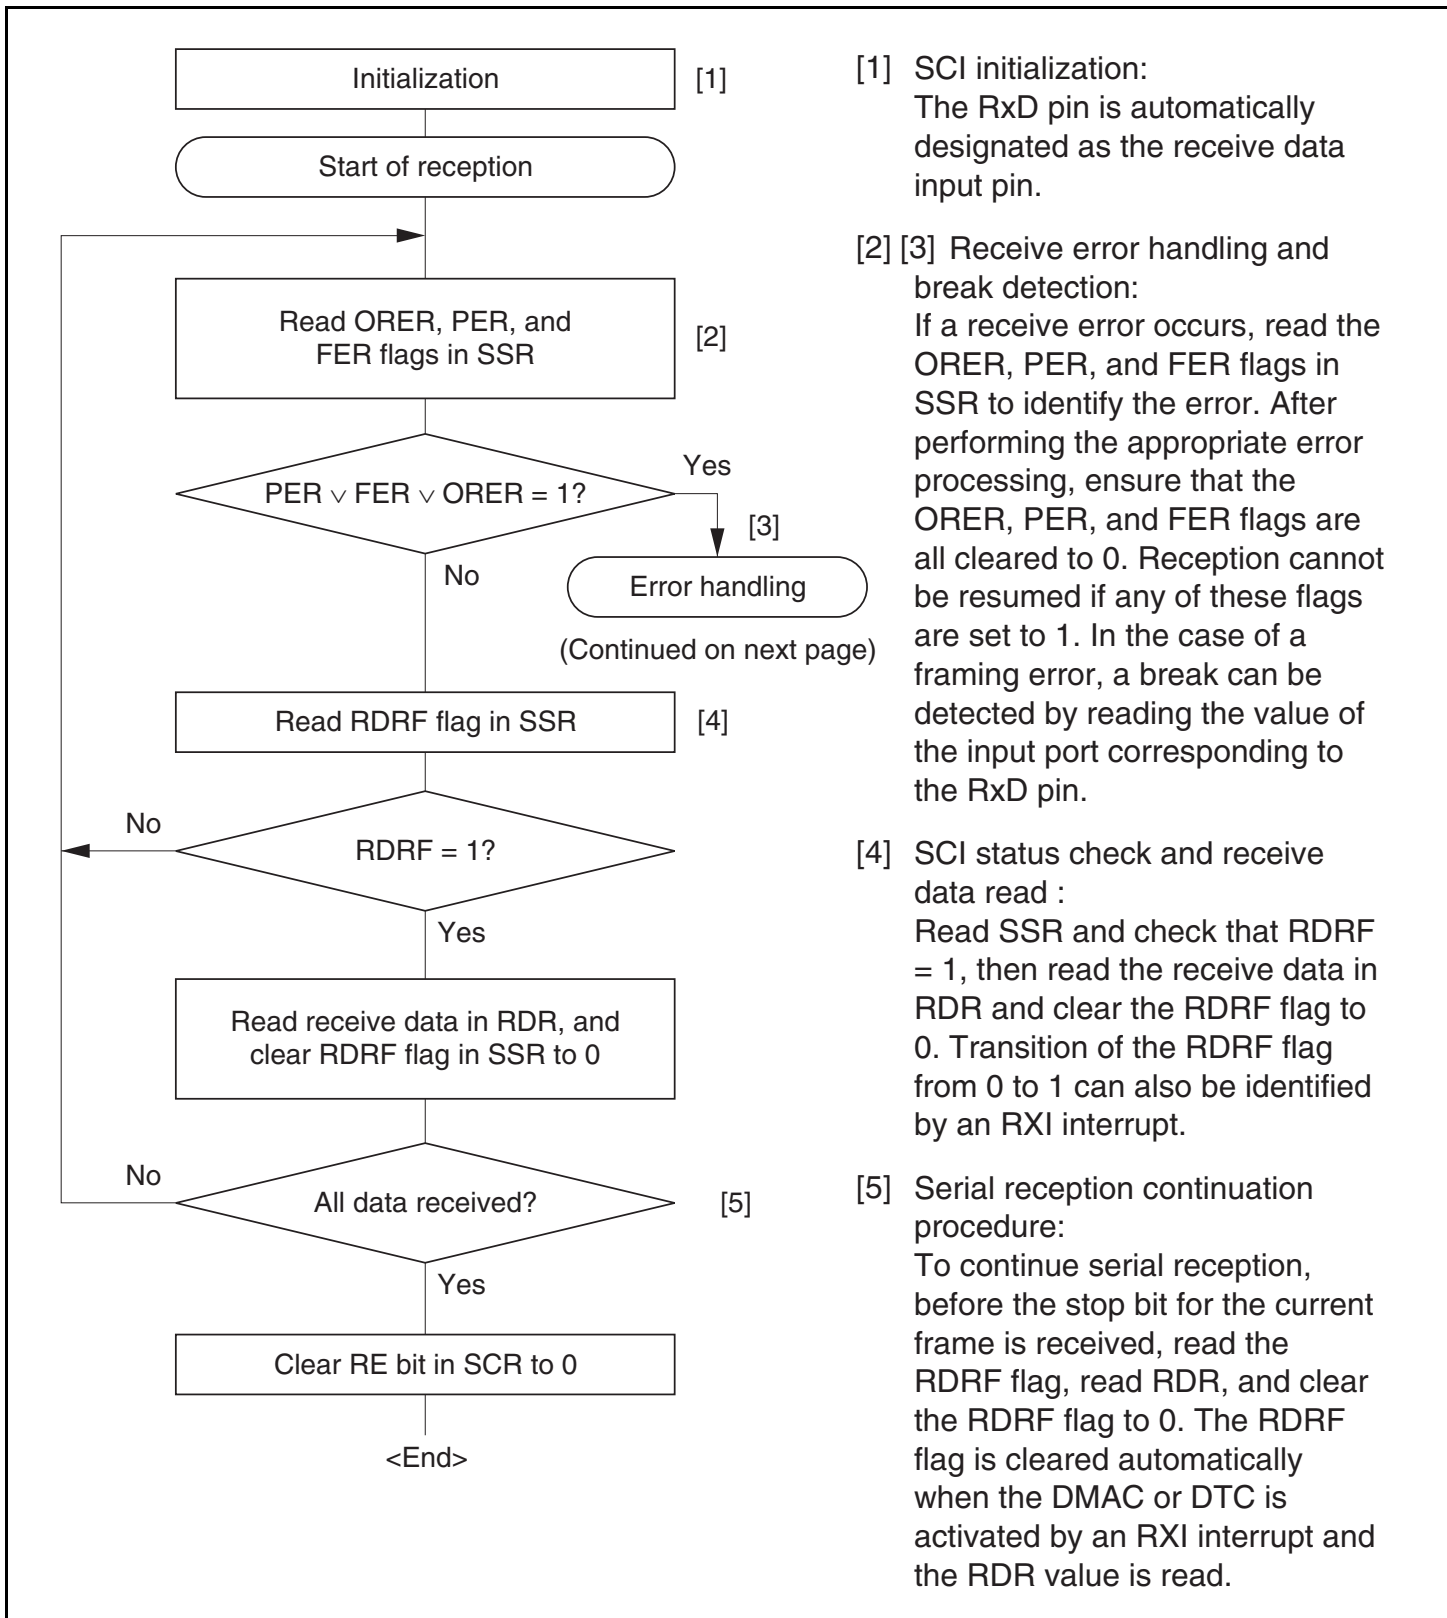 Initialization
[1]
Start of reception
Read ORER, PER, and
FER flags in SSR
[2]
Yes
PER ∨ FER ∨ ORER = 1?
[3]
No
Error handling
(Continued on next page)
Read RDRF flag in SSR
[4]
No
RDRF = 1?
Yes
Read receive data in RDR, and
clear RDRF flag in SSR to 0
No
All data received?
[5]
Yes
Clear RE bit in SCR to 0
<End>
[1] SCI initialization:
The RxD pin is automatically
designated as the receive data
input pin.
[2] [3] Receive error handling and
break detection:
If a receive error occurs, read the
ORER, PER, and FER flags in
SSR to identify the error. After
performing the appropriate error
processing, ensure that the
ORER, PER, and FER flags are
all cleared to 0. Reception cannot
be resumed if any of these flags
are set to 1. In the case of a
framing error, a break can be
detected by reading the value of
the input port corresponding to
the RxD pin.
[4] SCI status check and receive
data read :
Read SSR and check that RDRF
= 1, then read the receive data in
RDR and clear the RDRF flag to
0. Transition of the RDRF flag
from 0 to 1 can also be identified
by an RXI interrupt.
[5] Serial reception continuation
procedure:
To continue serial reception,
before the stop bit for the current
frame is received, read the
RDRF flag, read RDR, and clear
the RDRF flag to 0. The RDRF
flag is cleared automatically
when the DMAC or DTC is
activated by an RXI interrupt and
the RDR value is read.